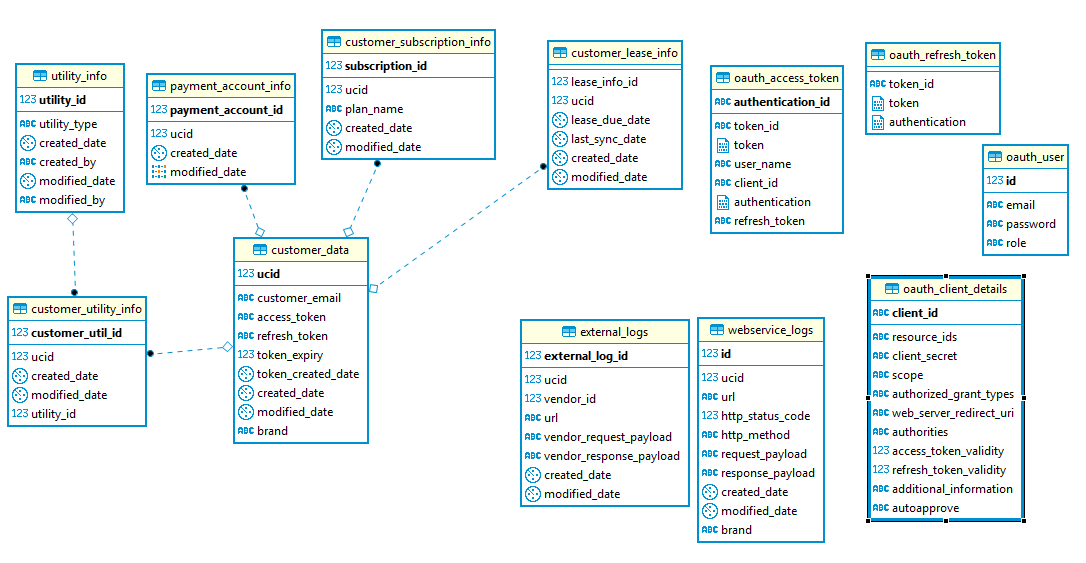 utility_info
123 utility_id
ABC utility_type
created_date
ABC created_by
modified_date
ABC modified_by
payment_account_info
123 payment_account_id
123 ucid
created_date
modified_date
customer_subscription_info
123 subscription_id
123 ucid
ABC plan_name
created_date
modified_date
customer_lease_info
123 lease_info_id
123 ucid
lease_due_date
last_sync_date
created_date
modified_date
oauth_access_token
ABC authentication_id
ABC token_id
token
ABC user_name
ABC client_id
authentication
ABC refresh_token
oauth_refresh_token
ABC token_id
token
authentication
oauth_user
123 id
ABC email
ABC password
ABC role
customer_data
123 ucid
ABC customer_email
ABC access_token
ABC refresh_token
123 token_expiry
token_created_date
created_date
modified_date
ABC brand
customer_utility_info
123 customer_util_id
123 ucid
created_date
modified_date
123 utility_id
external_logs
123 external_log_id
123 ucid
123 vendor_id
ABC url
ABC vendor_request_payload
ABC vendor_response_payload
created_date
modified_date
webservice_logs
123 id
123 ucid
ABC url
123 http_status_code
ABC http_method
ABC request_payload
ABC response_payload
created_date
modified_date
ABC brand
oauth_client_details
ABC client_id
ABC resource_ids
ABC client_secret
ABC scope
ABC authorized_grant_types
ABC web_server_redirect_uri
ABC authorities
123 access_token_validity
123 refresh_token_validity
ABC additional_information
ABC autoapprove